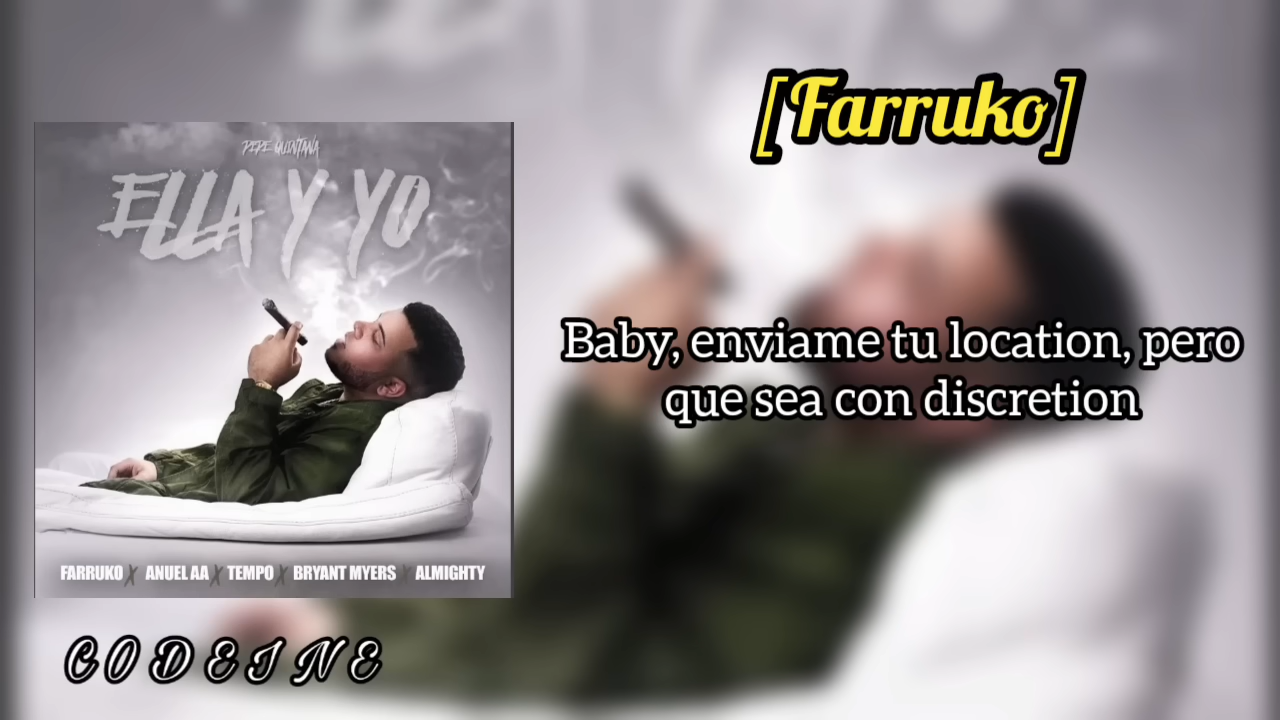 [Farruko]
PEPE QUINTANA
ELLA Y YO
Baby, enviame tu location, pero
que sea con discretion
FARRUKO X ANUEL AA X TEMPO X BRYANT MYERS X ALMIGHTY
CODEINE